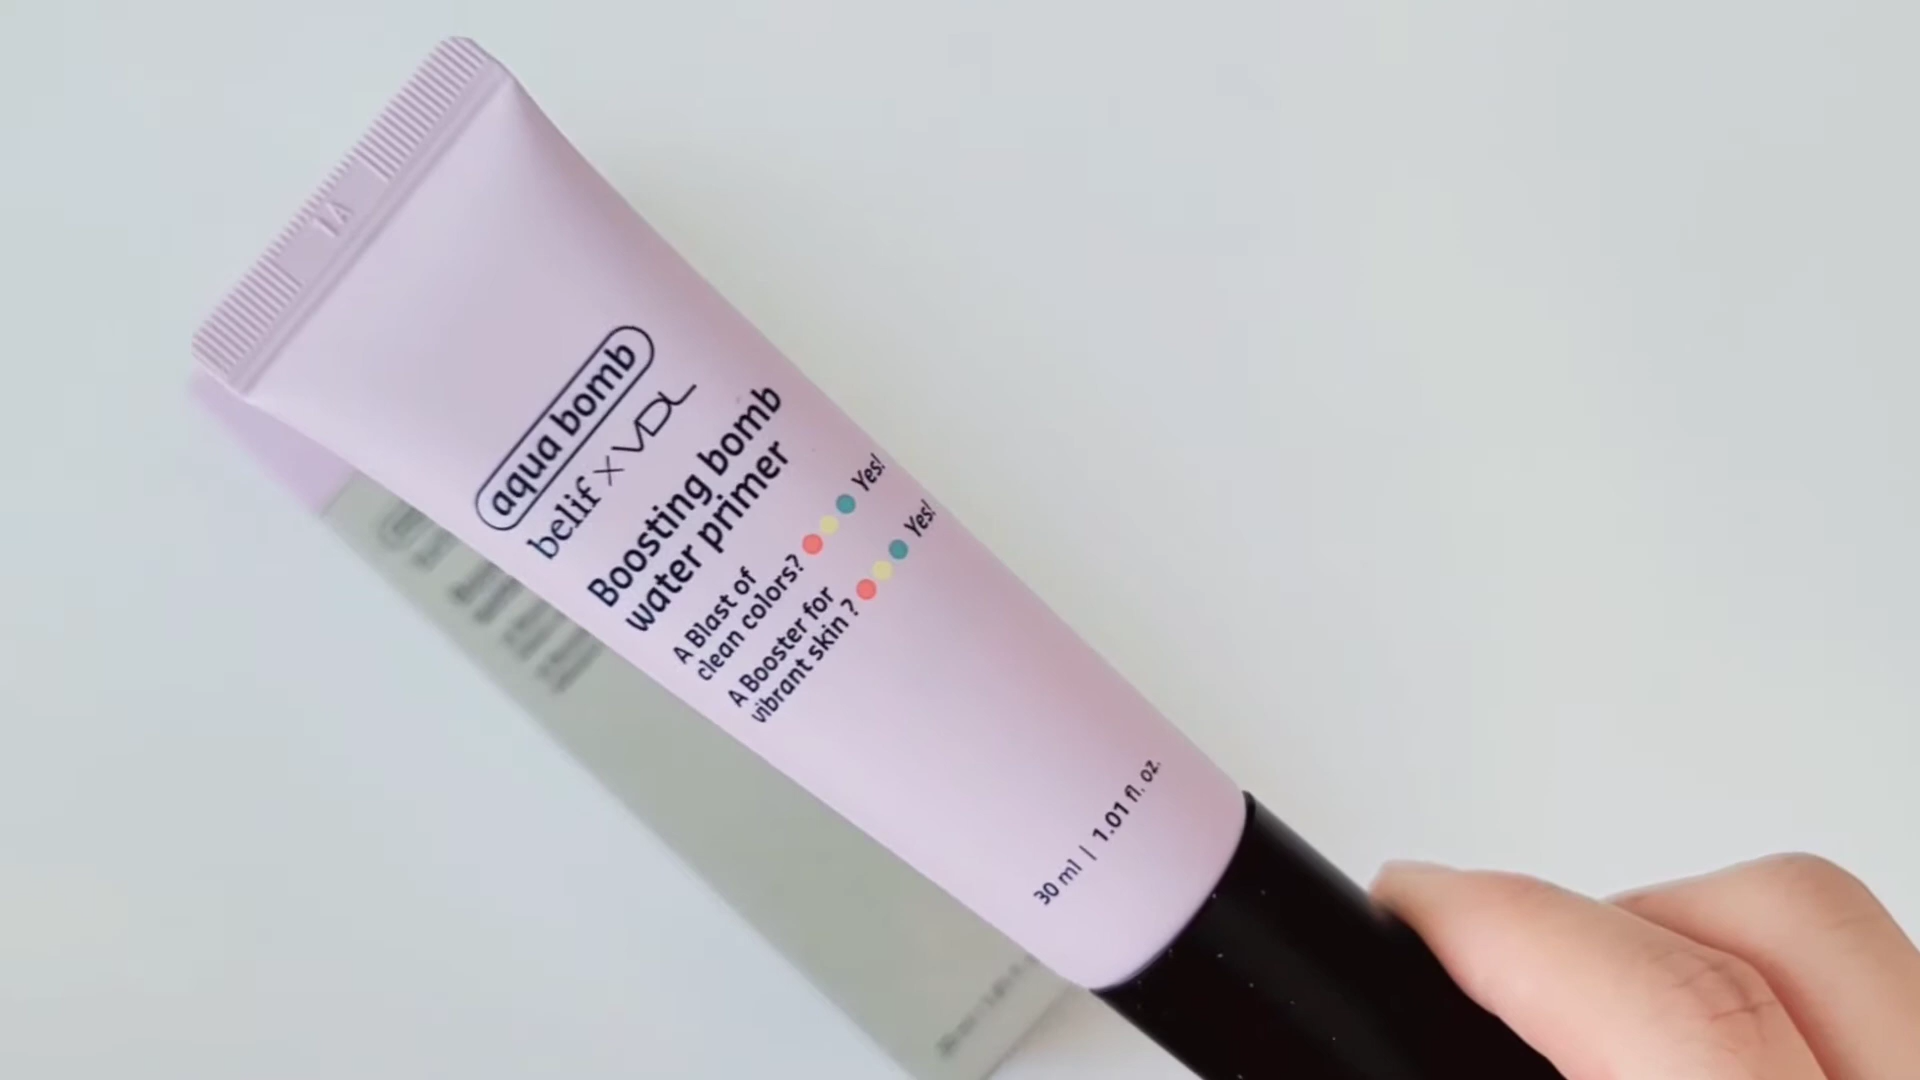 aqua bomb
belif × VDL
Boosting bomb
water primer
A Blast of
clean colors? Yes!
A Booster for
vibrant skin ? Yes!
30 ml | 1.01 fl. oz.